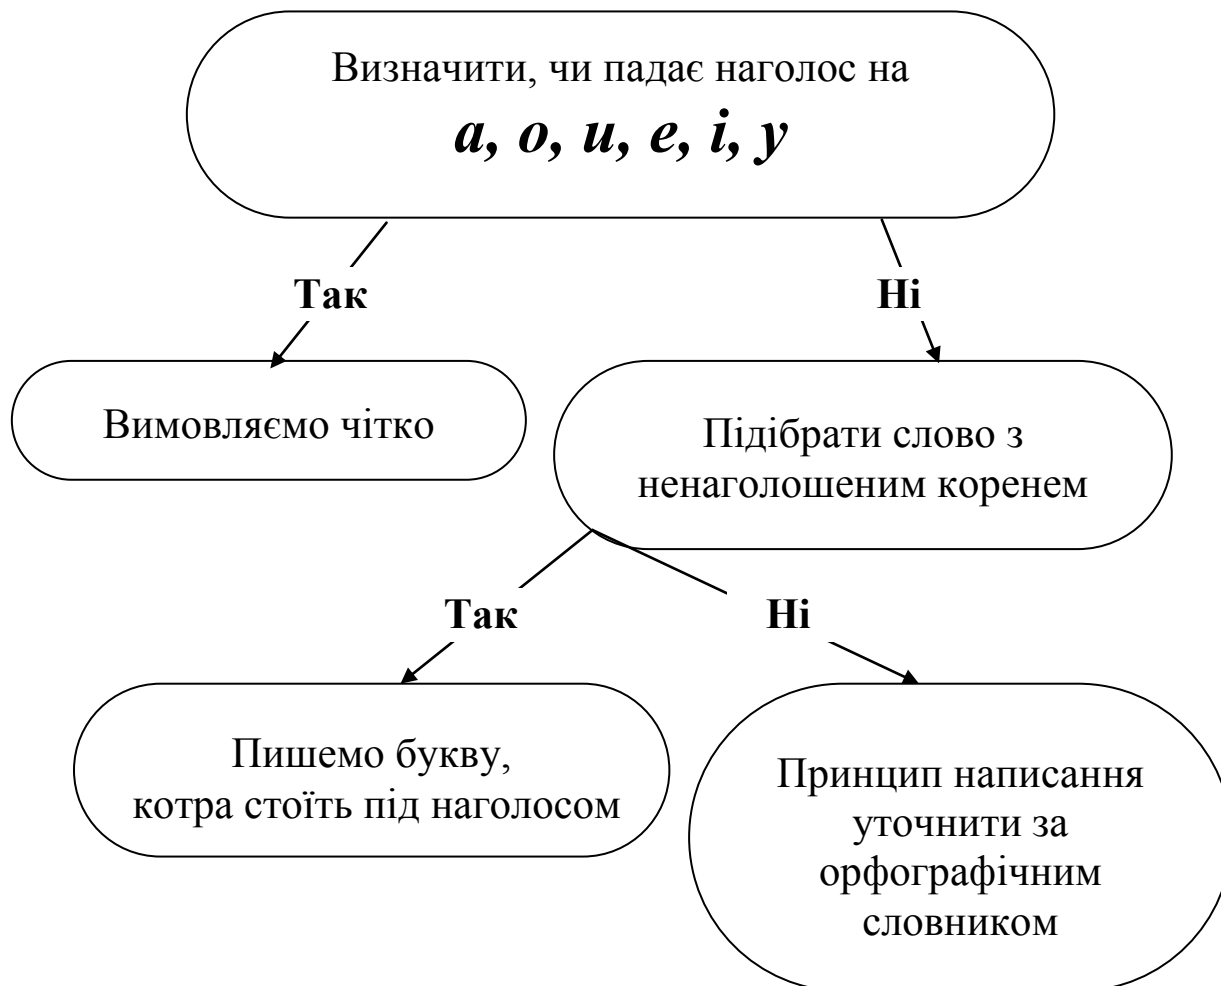 Визначити, чи падає наголос на
а, о, и, е, і, у
Так
Ні
Вимовляємо чітко
Підібрати слово з
ненаголошеним коренем
Так
Ні
Пишемо букву,
котра стоїть під наголосом
Принцип написання
уточнити за
орфографічним
словником